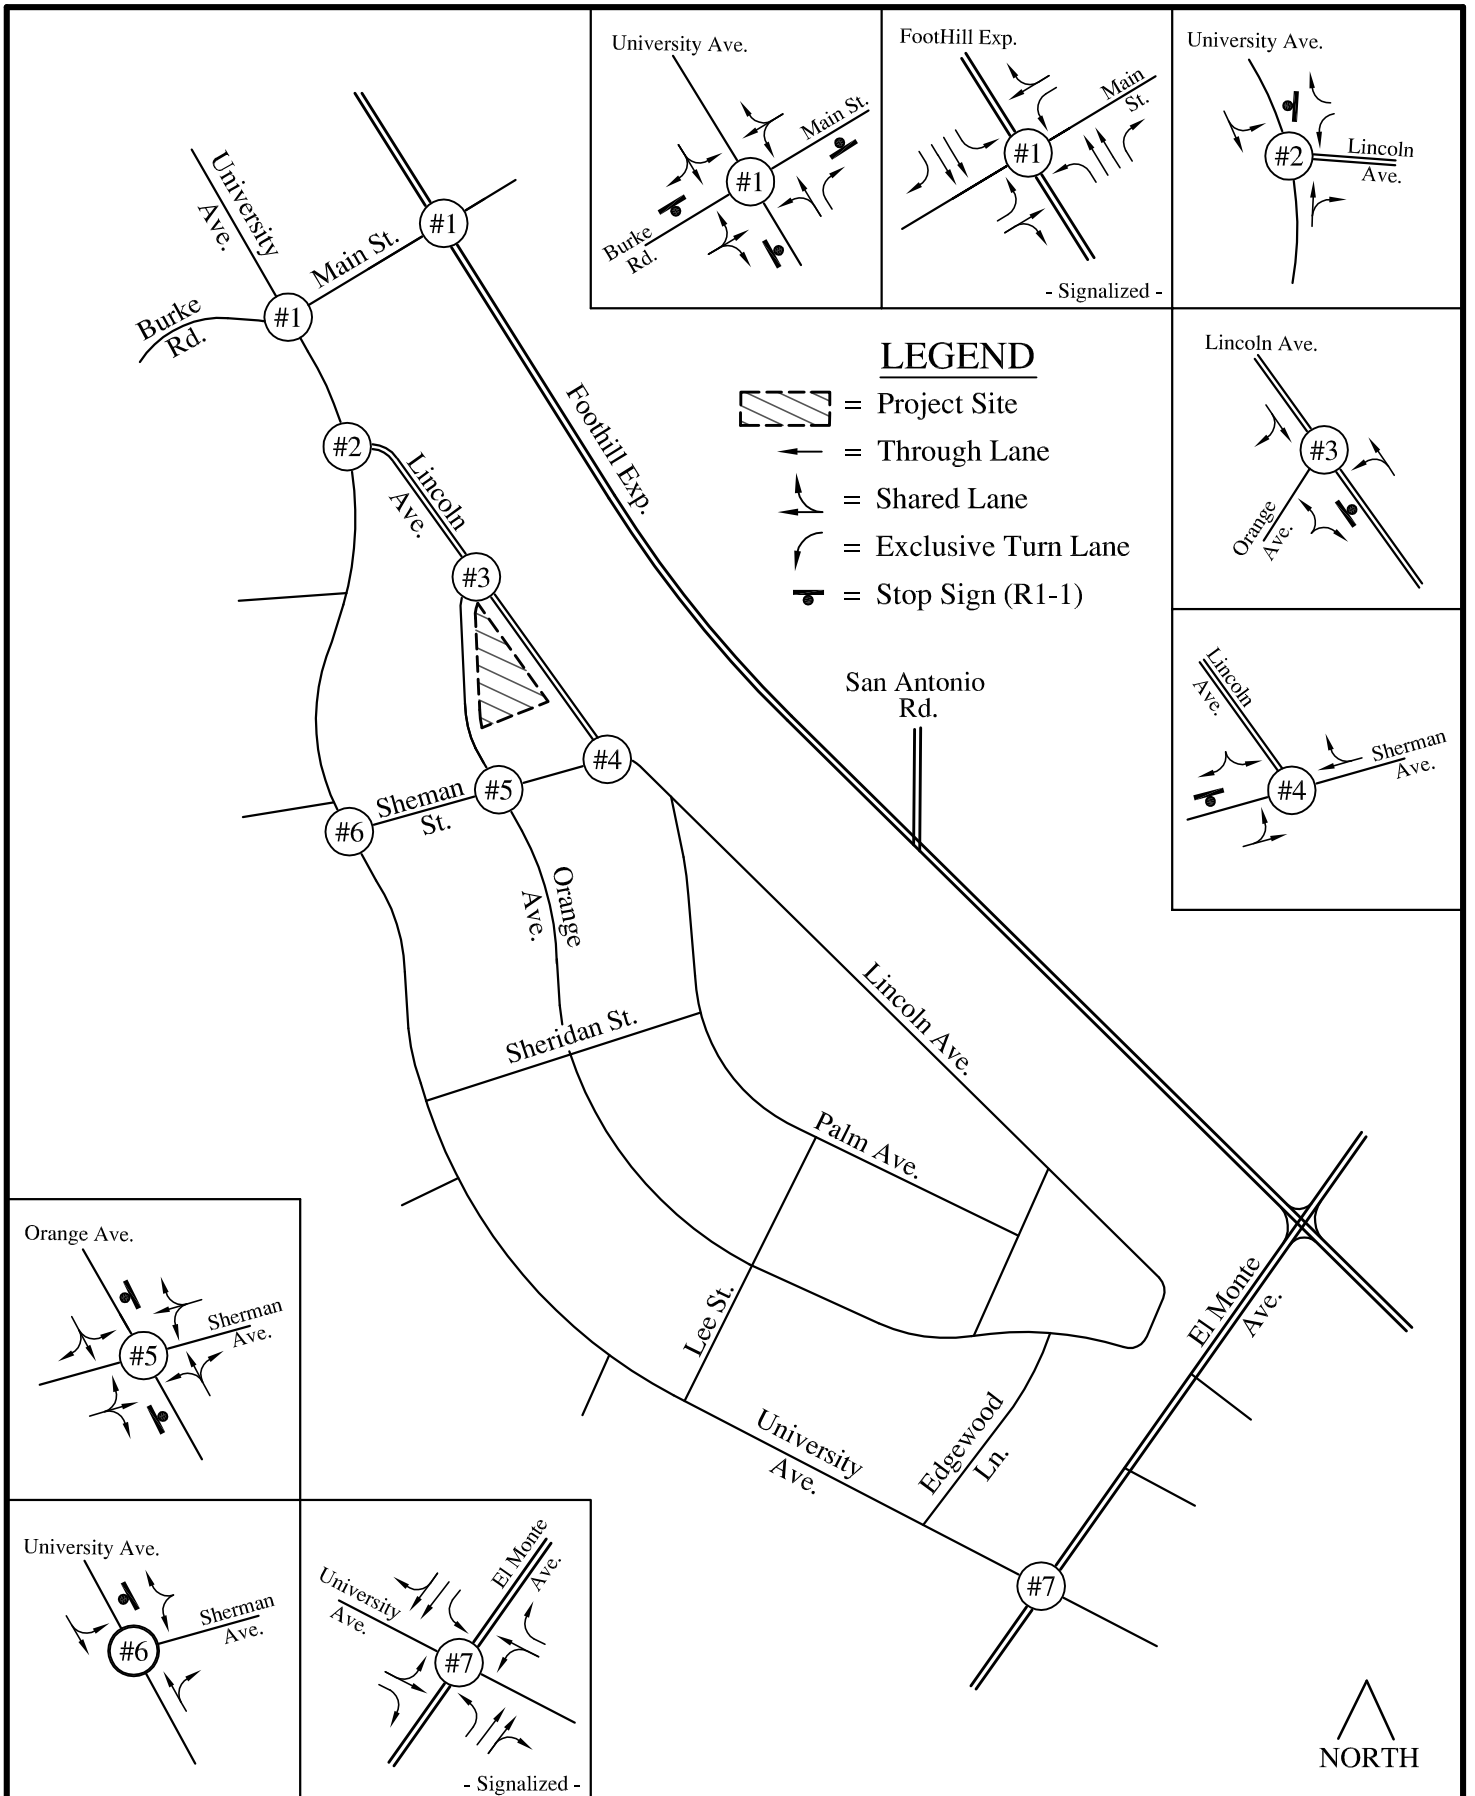 University Ave.
Main St.
#1
Burke
Rd.
FootHill Exp.
Main
St.
#1
- Signalized -
University Ave.
#2
Lincoln
Ave.
University
Ave.
Main St.
#1
#1
Burke
Rd.
#2
Lincoln
Ave.
Foothill Exp.
#3
LEGEND
= Project Site
= Through Lane
= Shared Lane
= Exclusive Turn Lane
= Stop Sign (R1-1)
Lincoln Ave.
#3
Orange
Ave.
San Antonio
Rd.
Lincoln
Ave.
Sherman
Ave.
#4
#4
#5
Sheman
St.
#6
Orange
Ave.
Sheridan St.
Lincoln Ave.
Palm Ave.
Lee St.
El Monte
Ave.
Edgewood
Ln.
University
Ave.
#7
Orange Ave.
Sherman
Ave.
#5
University Ave.
Sherman
Ave.
#6
University
Ave.
El Monte
Ave.
#7
- Signalized -
NORTH